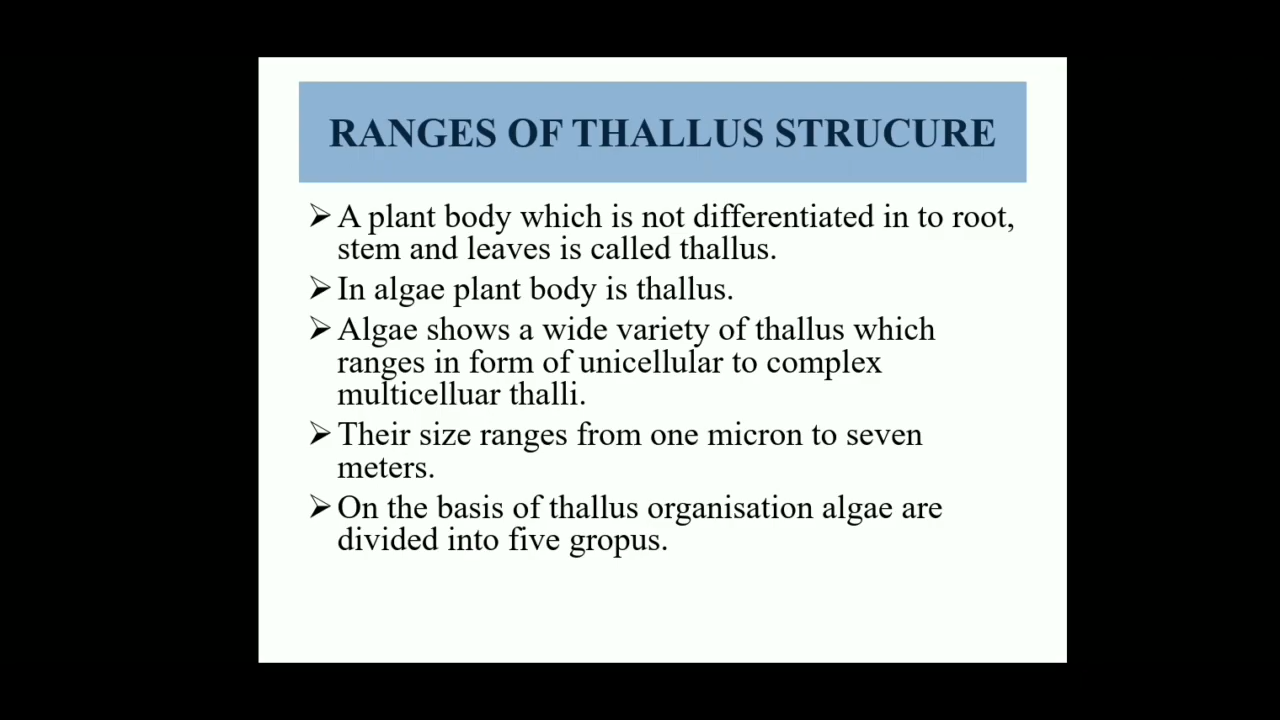 RANGES OF THALLUS STRUCURE
➢ A plant body which is not differentiated in to root,
stem and leaves is called thallus.
➢ In algae plant body is thallus.
➢ Algae shows a wide variety of thallus which
ranges in form of unicellular to complex
multicelluar thalli.
➢ Their size ranges from one micron to seven
meters.
➢ On the basis of thallus organisation algae are
divided into five gropus.